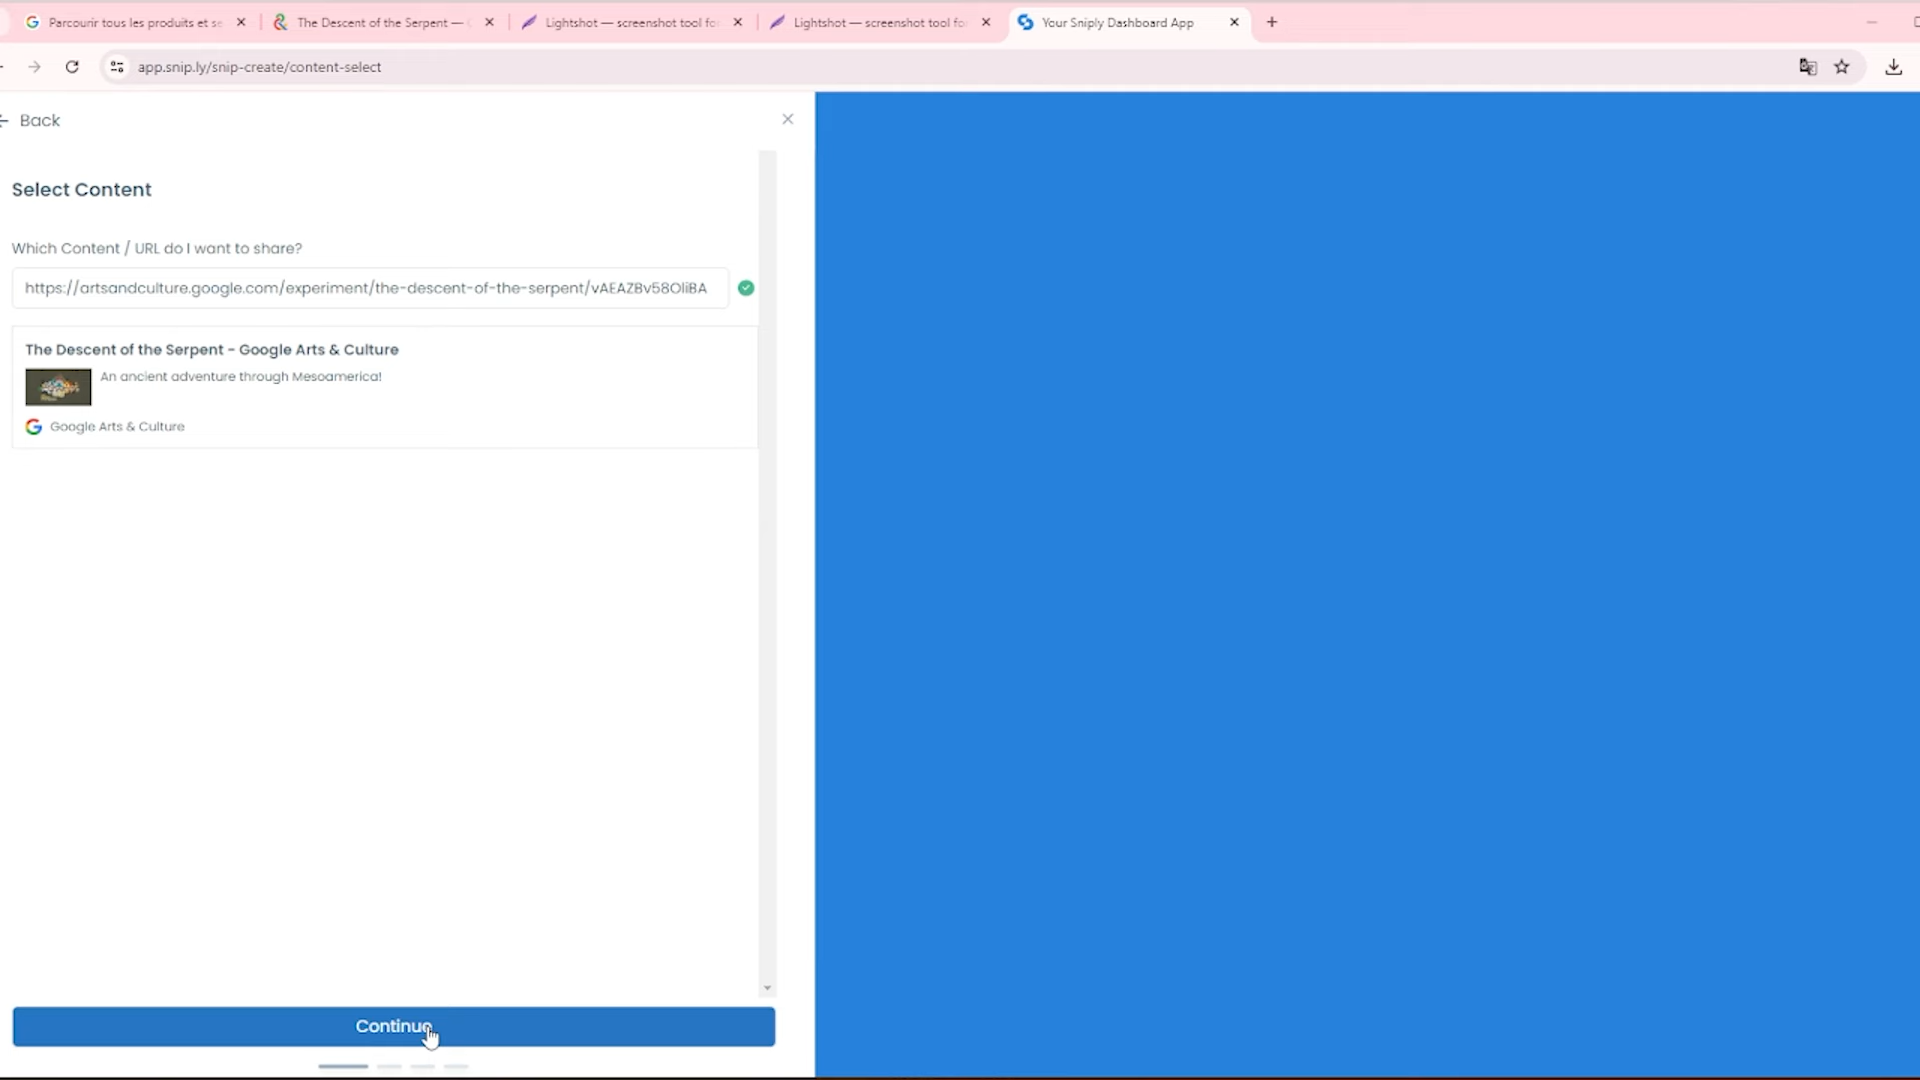 Parcourir tous les produits et se
The Descent of the Serpent —
Lightshot — screenshot tool fo
Lightshot — screenshot tool fo
Your Sniply Dashboard App
app.snip.ly/snip-create/content-select
Back
Select Content
Which Content / URL do I want to share?
https://artsandculture.google.com/experiment/the-descent-of-the-serpent/vAEAZBv58OliBA
The Descent of the Serpent - Google Arts & Culture
An ancient adventure through Mesoamerica!
Google Arts & Culture
Continue